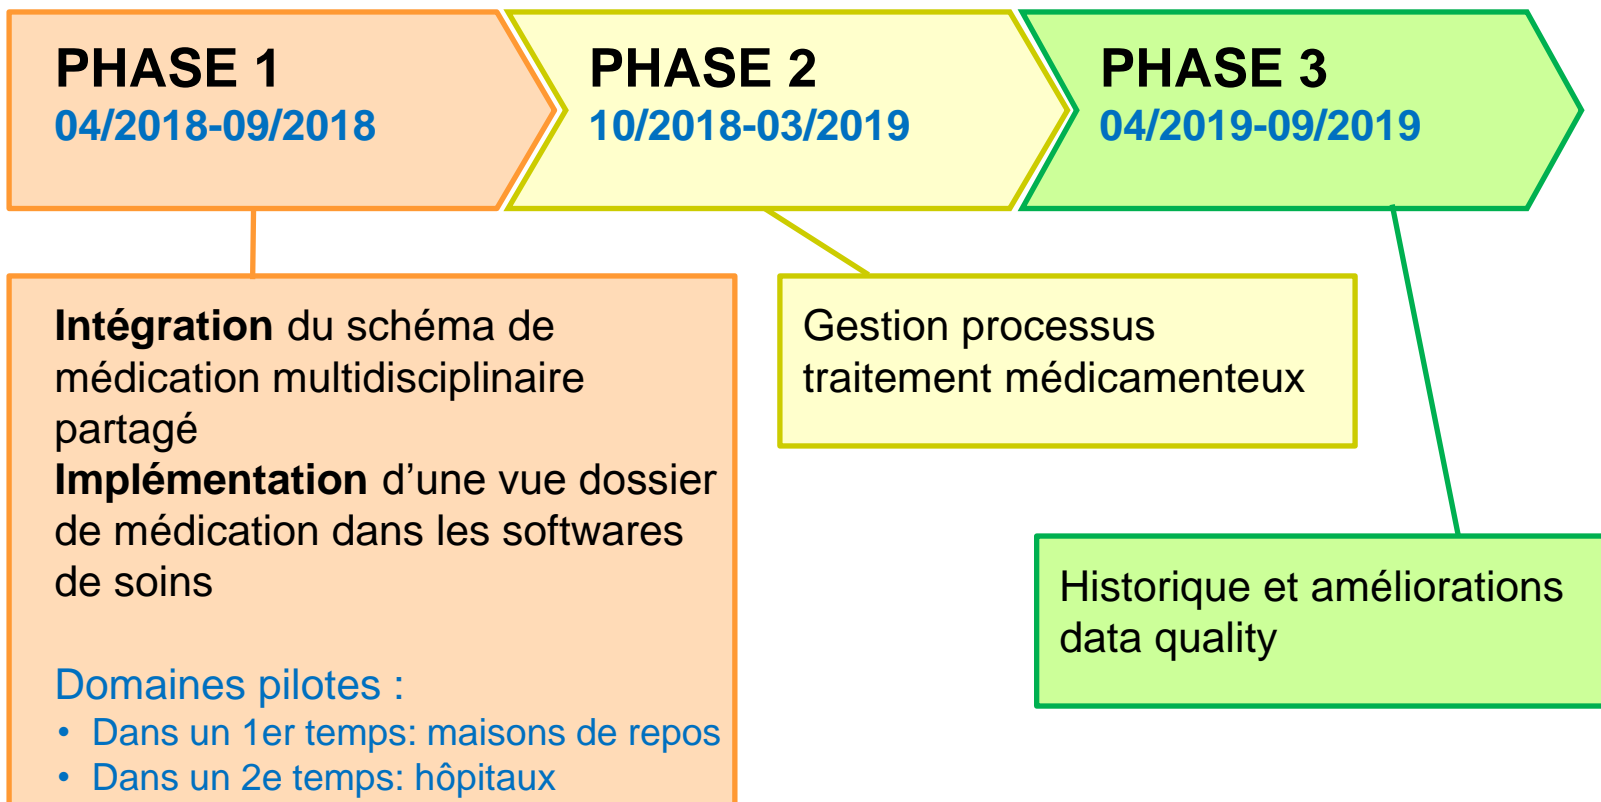 PHASE 1
04/2018-09/2018
PHASE 2
10/2018-03/2019
PHASE 3
04/2019-09/2019
Intégration du schéma de
médication multidisciplinaire
partagé
Implémentation d’une vue dossier
de médication dans les softwares
de soins
Domaines pilotes :
• Dans un 1er temps: maisons de repos
• Dans un 2e temps: hôpitaux
Gestion processus
traitement médicamenteux
Historique et améliorations
data quality